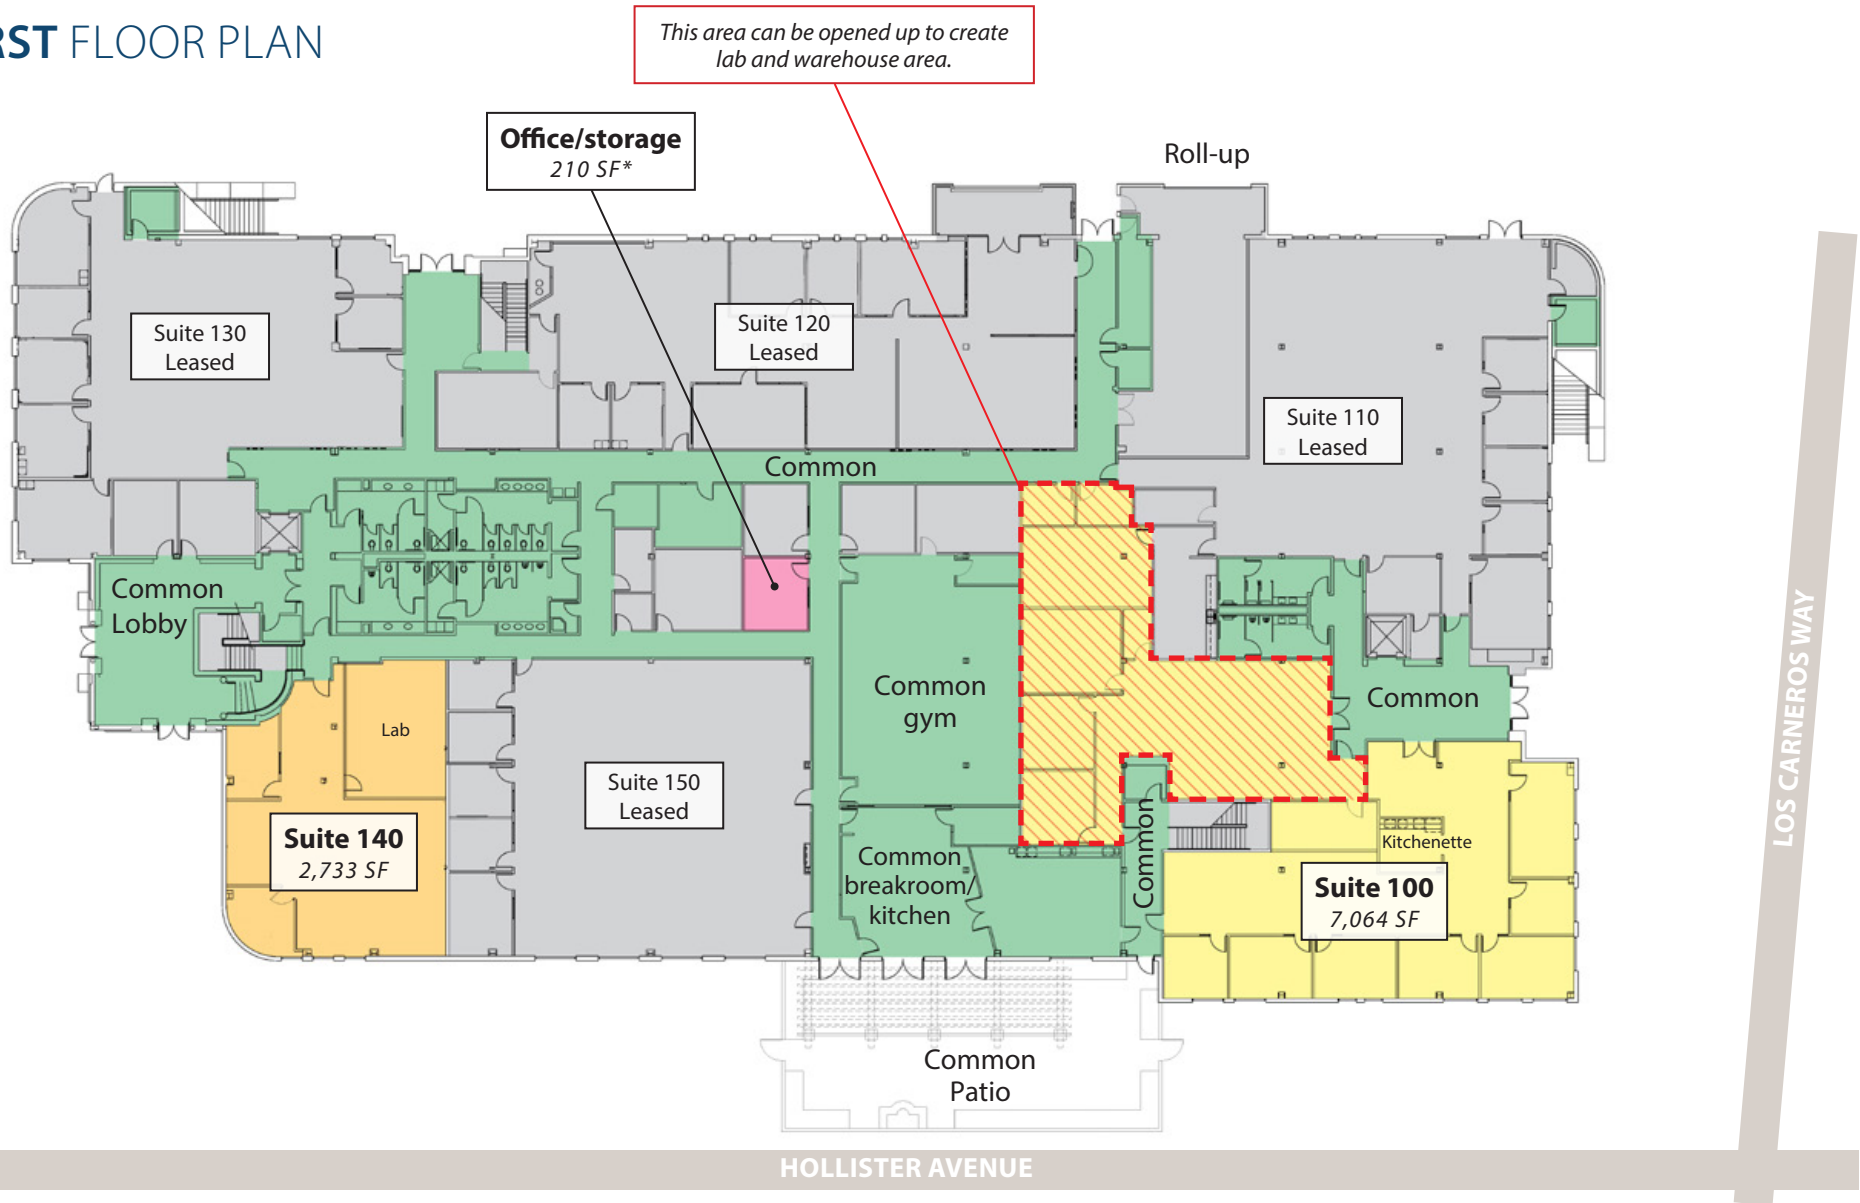 RST FLOOR PLAN
This area can be opened up to create
lab and warehouse area.
Office/storage
210 SF*
Roll-up
Suite 130
Leased
Suite 120
Leased
Suite 110
Leased
Common
Common
Lobby
Common
gym
Common
Lab
Suite 150
Leased
Suite 140
2,733 SF
Common
breakroom/
kitchen
Common
Kitchenette
Suite 100
7,064 SF
Common
Patio
LOS CARNEROS WAY
HOLLISTER AVENUE